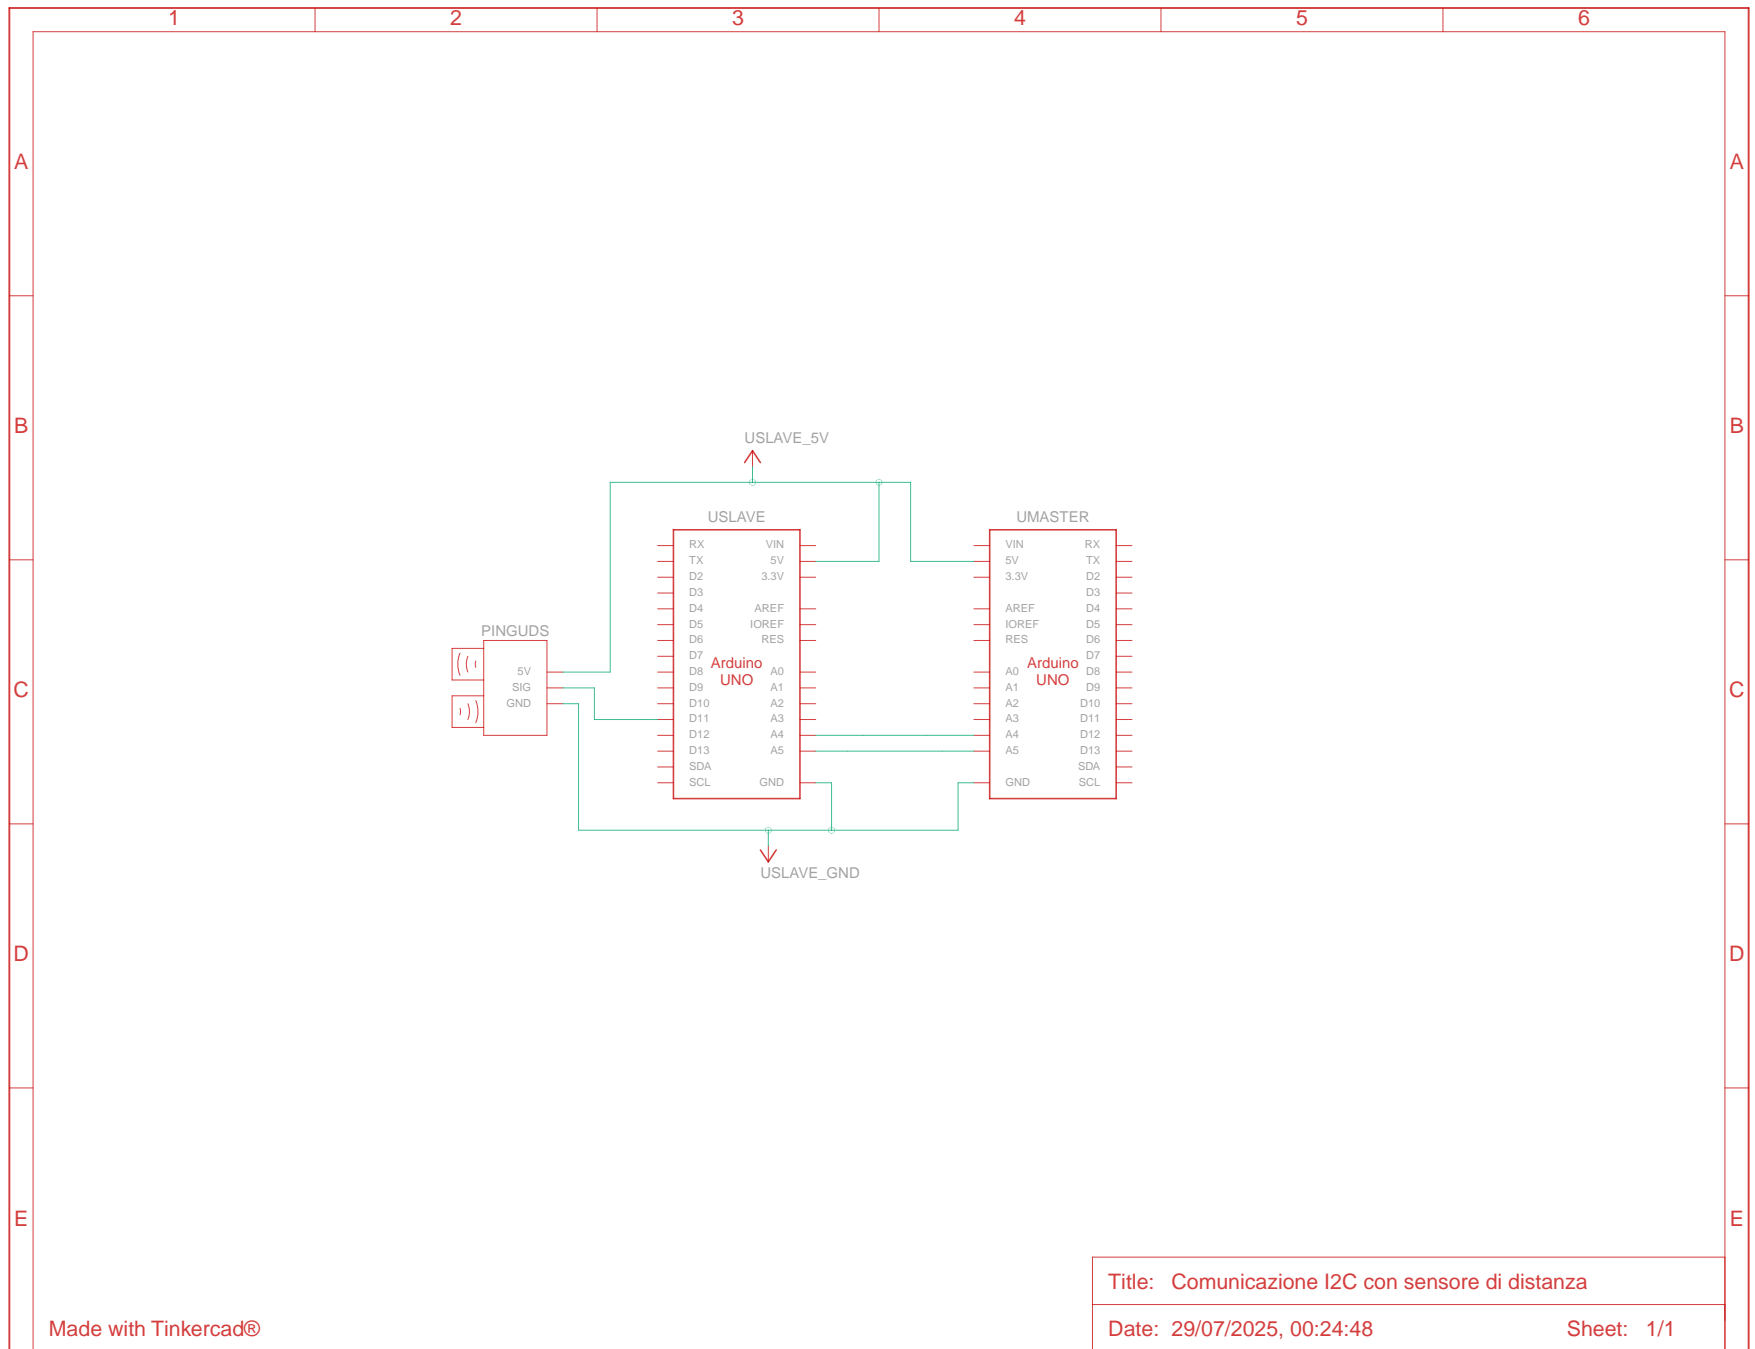 1 2 3 4 5 6
A A
B B
USLAVE_5V
USLAVE UMASTER
RX VIN VIN RX
TX 5V 5V TX
D2 3.3V 3.3V D2
D3 D3
D4 AREF AREF D4
D5 IOREF IOREF D5
PINGUDS
D6 RES RES D6
D7 D7
Arduino Arduino
5V D8 A0 A0 D8
UNO UNO
SIG D9 A1 A1 D9
C C
GND D10 A2 A2 D10
D11 A3 A3 D11
D12 A4 A4 D12
D13 A5 A5 D13
SDA SDA
SCL GND GND SCL
USLAVE_GND
D D
E E
Title: Comunicazione I2C con sensore di distanza
Made with Tinkercad®
Date: 29/07/2025, 00:24:48 Sheet: 1/1